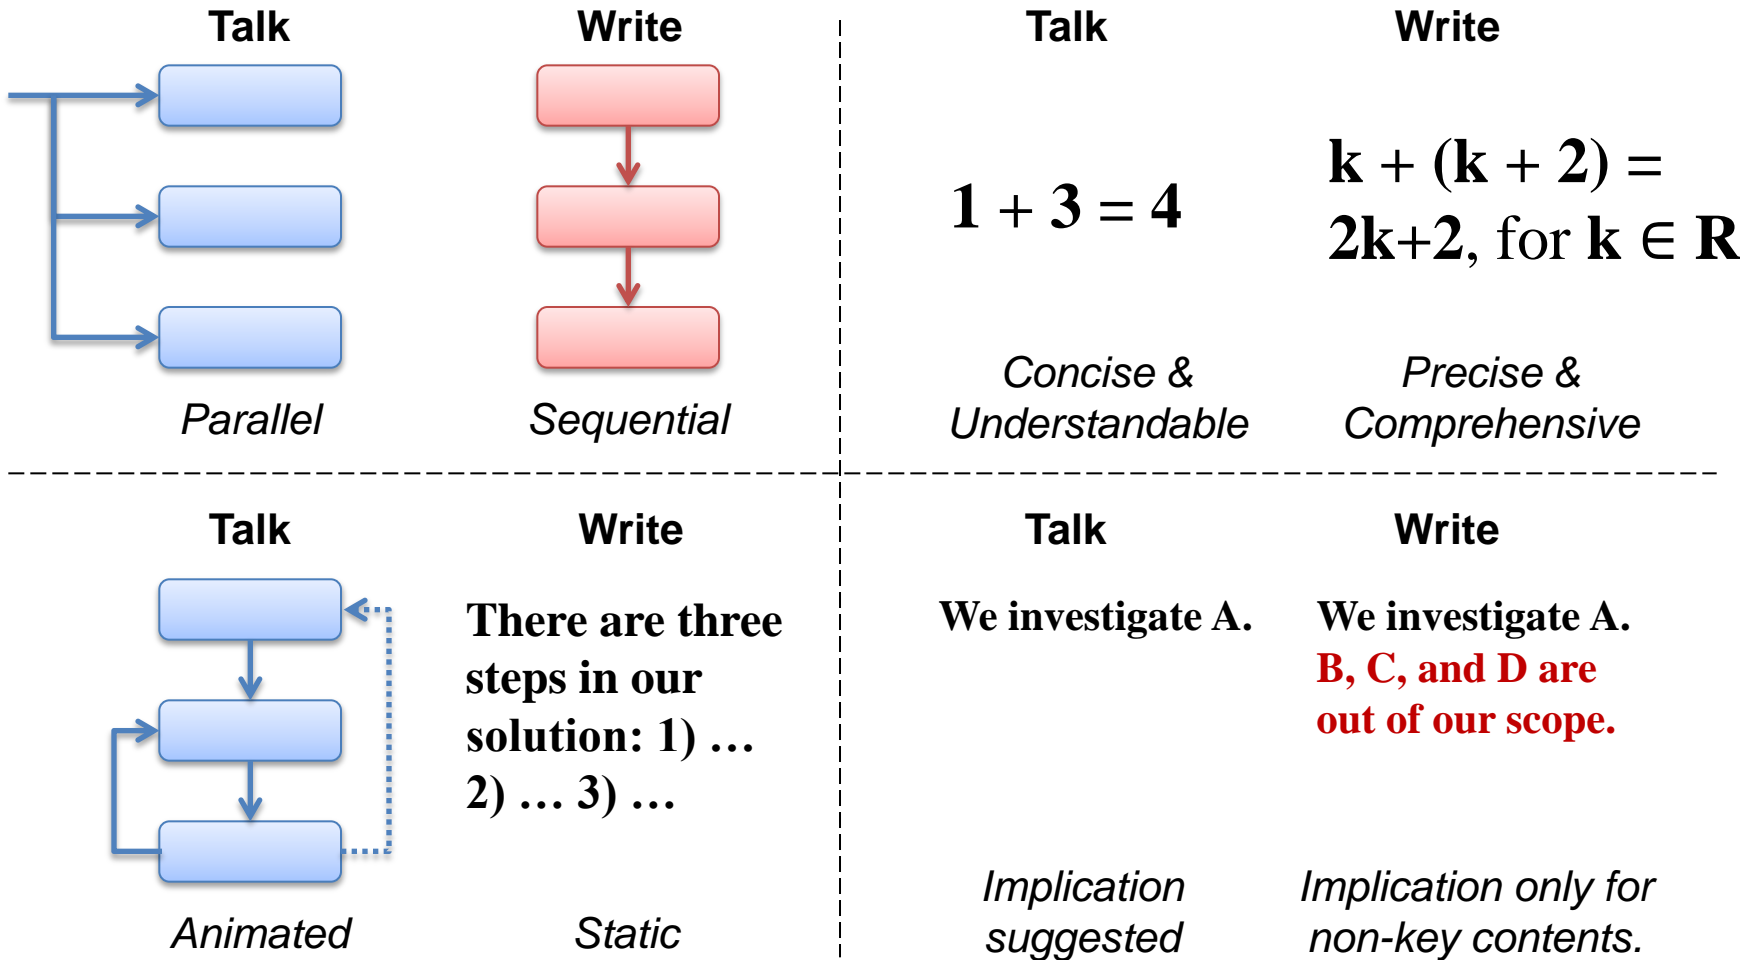 Talk
Write
Parallel
Sequential
Talk
Write
1 + 3 = 4
k + (k + 2) =
2k+2, for k ∈ R
Concise &
Understandable
Precise &
Comprehensive
Talk
Write
There are three
steps in our
solution: 1) …
2) … 3) …
Animated
Static
Talk
Write
We investigate A.
We investigate A.
B, C, and D are
out of our scope.
Implication
suggested
Implication only for
non-key contents.